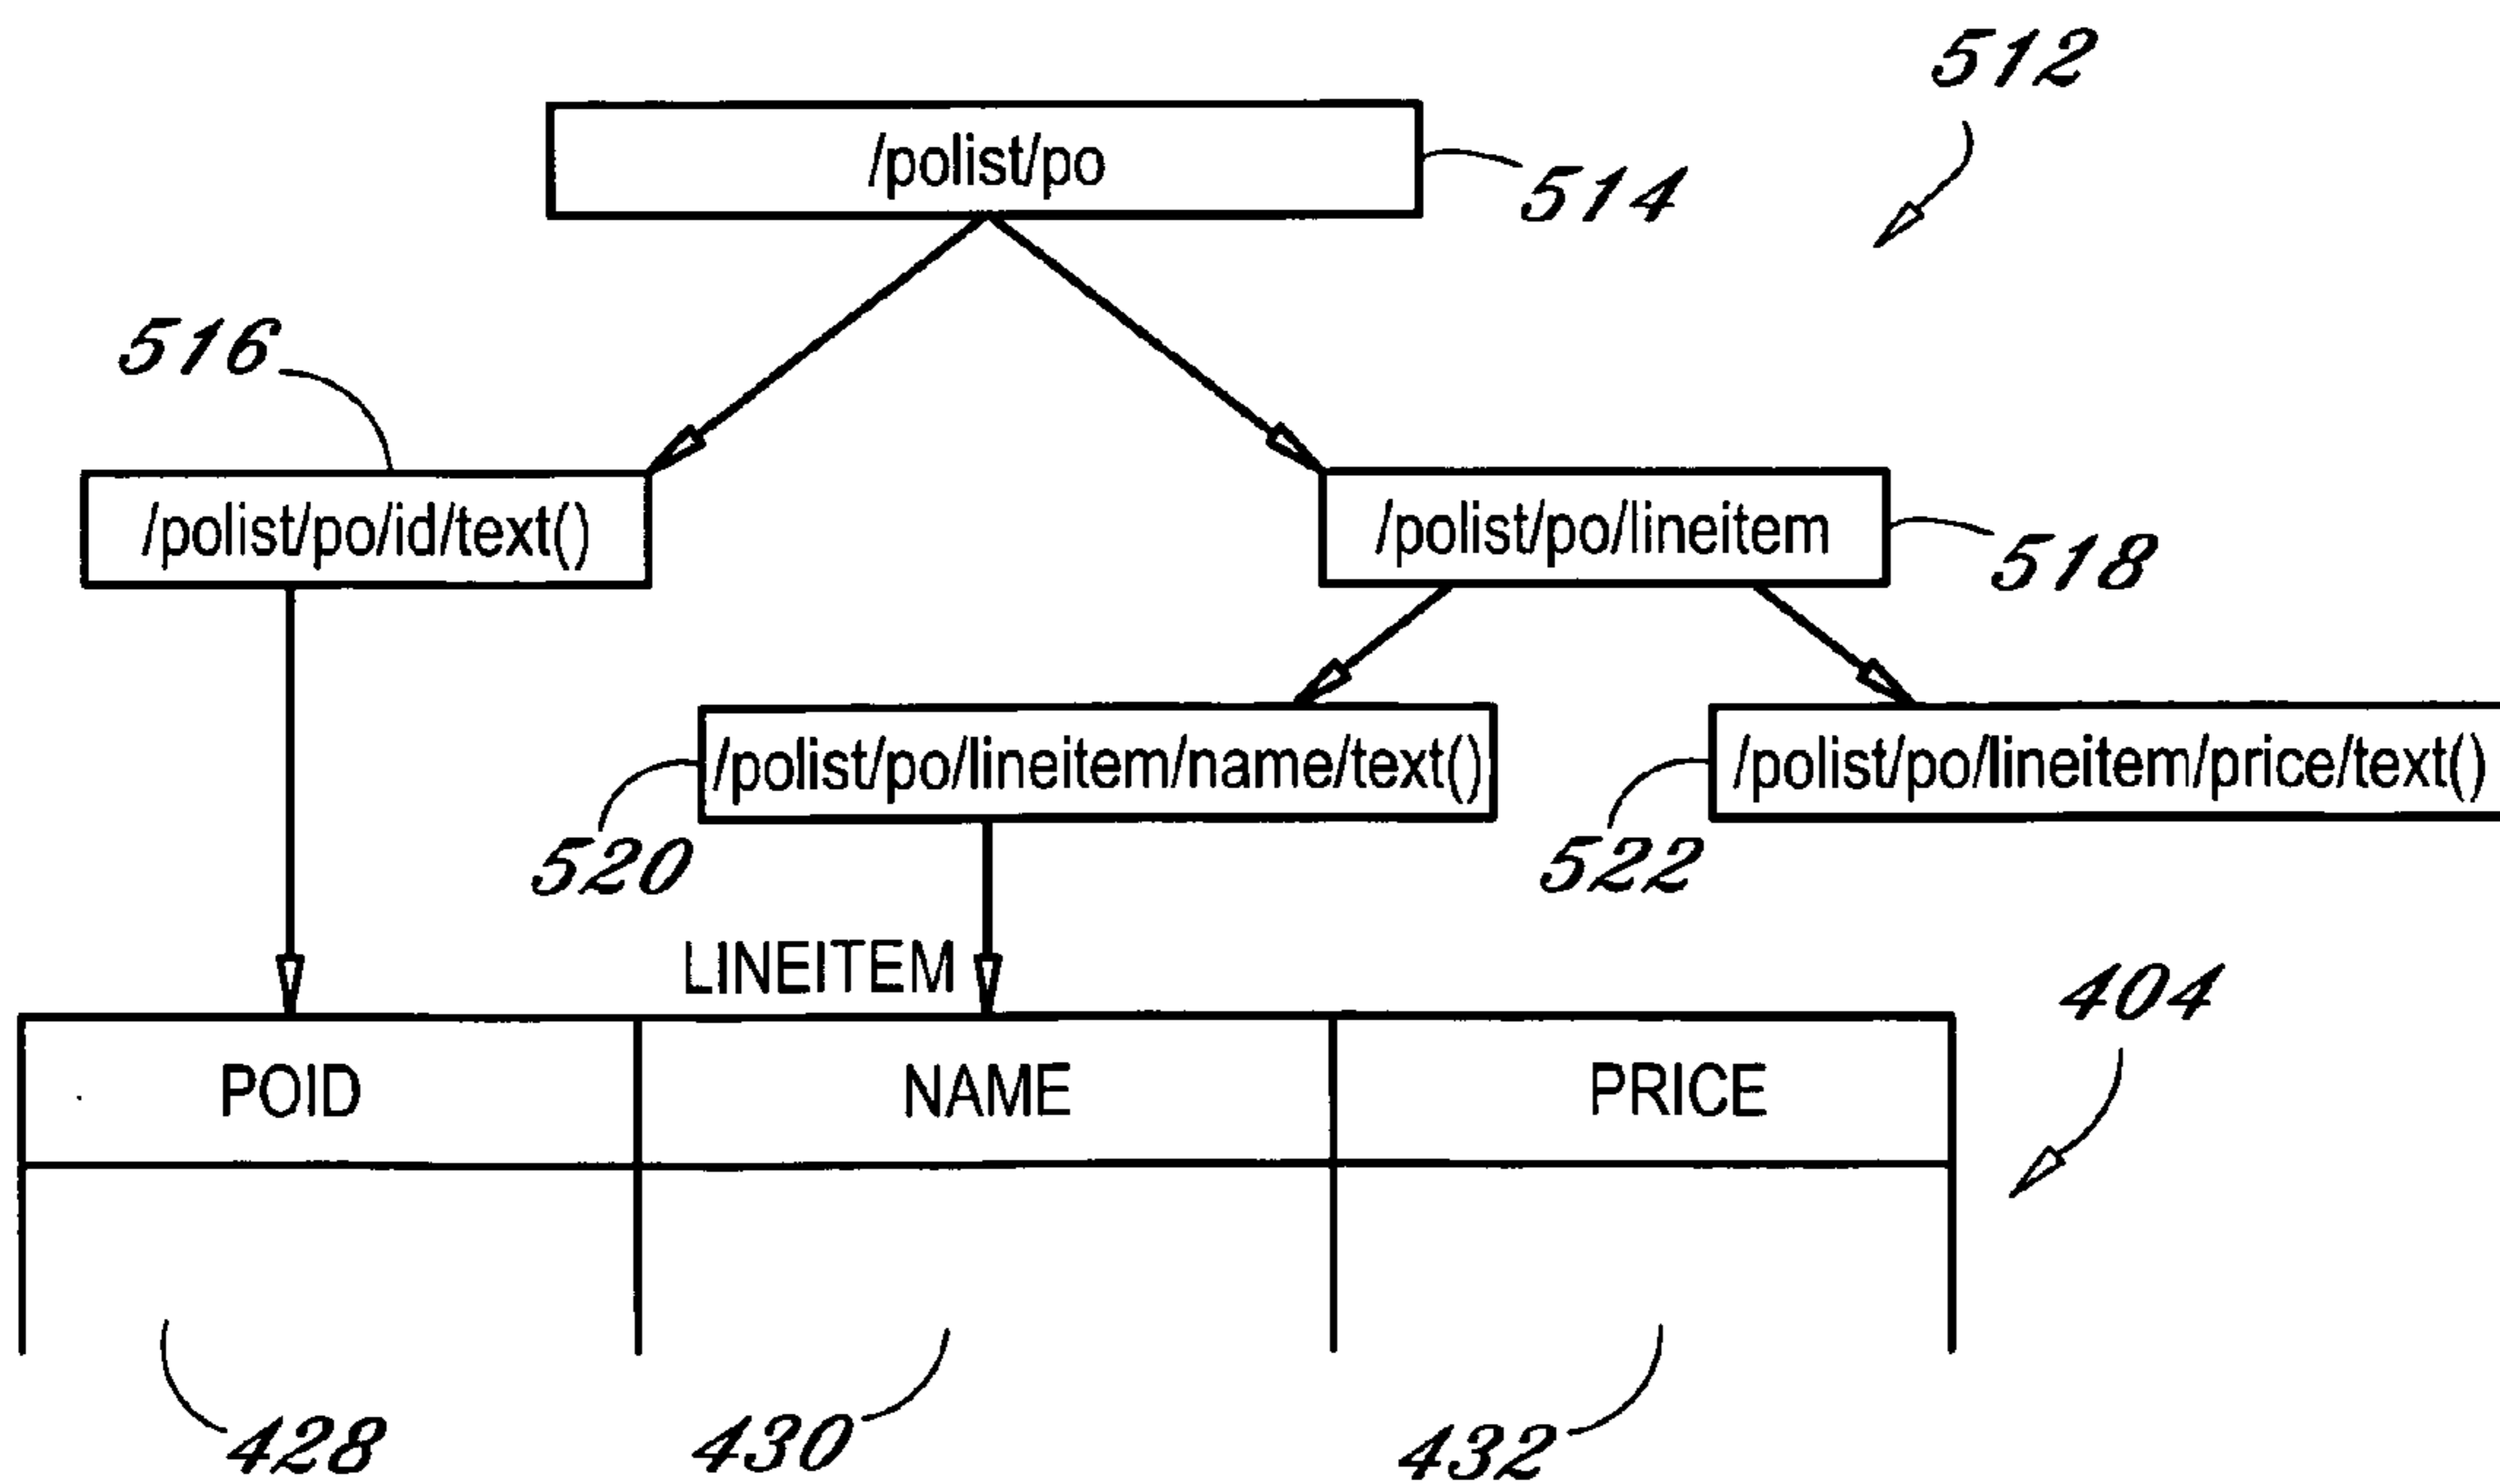 512
/polist/po
514
516
/polist/po/id/text()
/polist/po/lineitem
518
/polist/po/lineitem/name/text()
/polist/po/lineitem/price/text()
520
522
LINEITEM
404
POID
NAME
PRICE
428
430
432